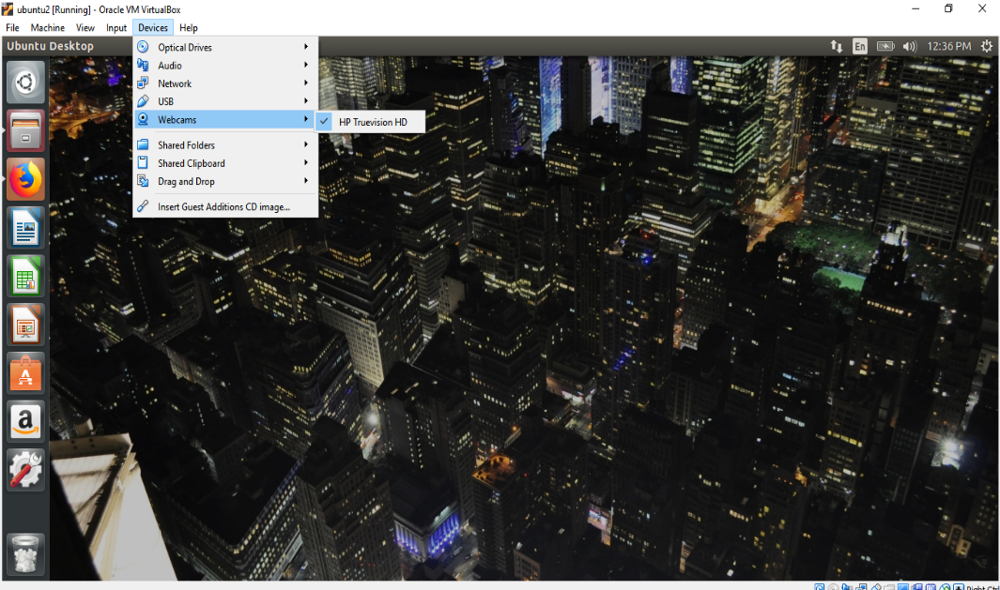 ubuntu2 [Running] - Oracle VM VirtualBox
File Machine View Input Devices Help
Ubuntu Desktop
En
12:36 PM
Optical Drives
Audio
Network
USB
Webcams
HP Truevision HD
Shared Folders
Shared Clipboard
Drag and Drop
Insert Guest Additions CD image...
A
a
Right Ctrl